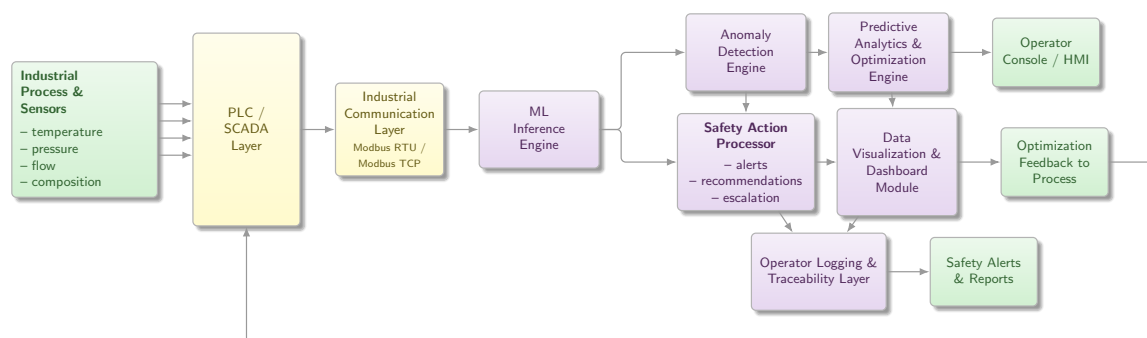 Industrial
Process &
Sensors
– temperature
– pressure
– flow
– composition
PLC /
SCADA
Layer
Industrial
Communication
Layer
Modbus RTU /
Modbus TCP
ML
Inference
Engine
Anomaly
Detection
Engine
Predictive
Analytics &
Optimization
Engine
Operator
Console / HMI
Safety Action
Processor
– alerts
– recommendations
– escalation
Data
Visualization &
Dashboard
Module
Optimization
Feedback to
Process
Operator Logging &
Traceability Layer
Safety Alerts
& Reports